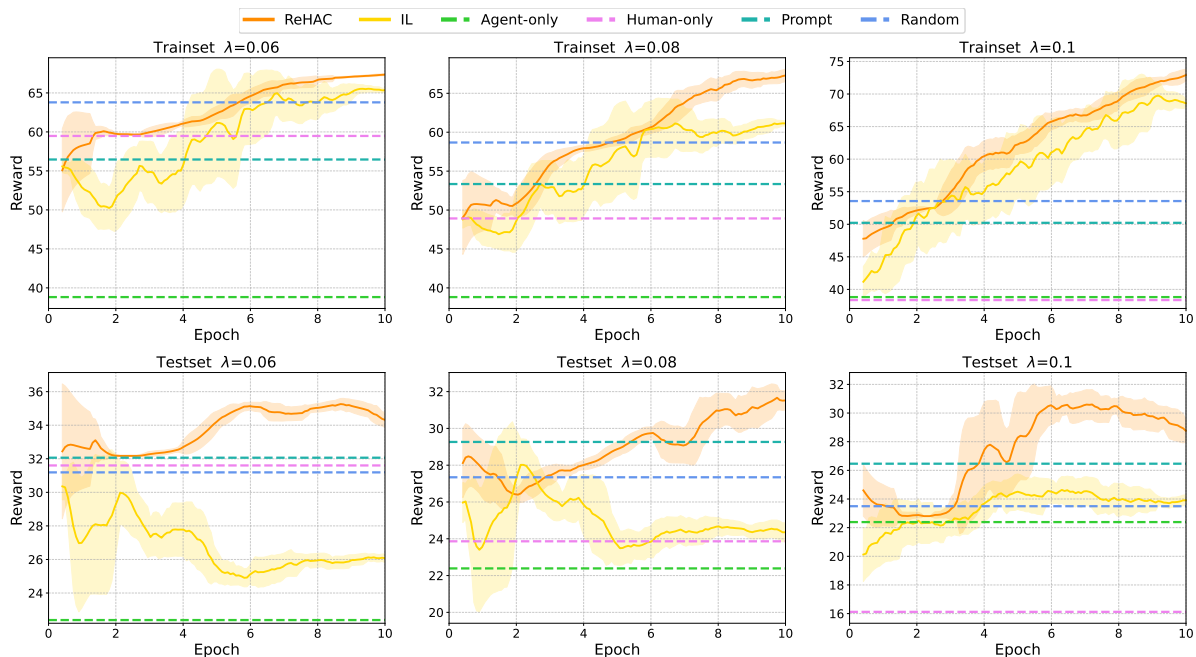 ReHAC IL Agent-only Human-only Prompt Random
Trainset λ=0.06
Reward
65
60
55
50
45
40
0 2 4 6 8 10
Epoch
Trainset λ=0.08
Reward
65
60
55
50
45
40
0 2 4 6 8 10
Epoch
Trainset λ=0.1
Reward
75
70
65
60
55
50
45
40
0 2 4 6 8 10
Epoch
Testset λ=0.06
Reward
36
34
32
30
28
26
24
0 2 4 6 8 10
Epoch
Testset λ=0.08
Reward
32
30
28
26
24
22
20
0 2 4 6 8 10
Epoch
Testset λ=0.1
Reward
32
30
28
26
24
22
20
18
16
0 2 4 6 8 10
Epoch